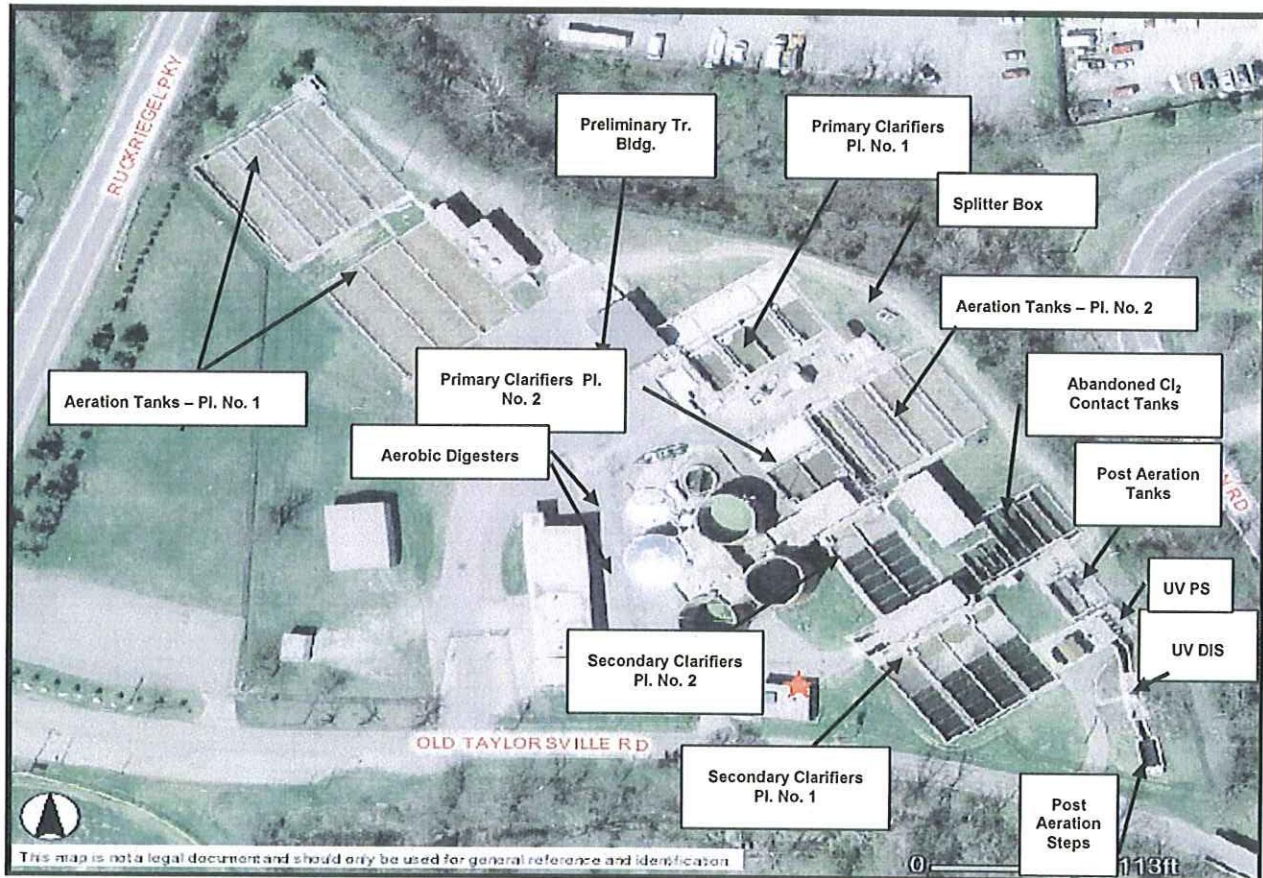 RUCKRIEGEL PKY
Preliminary Tr.
Bldg.
Primary Clarifiers
Pl. No. 1
Splitter Box
Aeration Tanks – Pl. No. 2
Aeration Tanks – Pl. No. 1
Primary Clarifiers Pl.
No. 2
Abandoned Cl₂
Contact Tanks
Aerobic Digesters
Post Aeration
Tanks
N RD
UV PS
UV DIS
Secondary Clarifiers
Pl. No. 2
OLD TAYLORSVILLE RD
Secondary Clarifiers
Pl. No. 1
Post
Aeration
Steps
This map is not a legal document and should only be used for general reference and identification
0 113ft